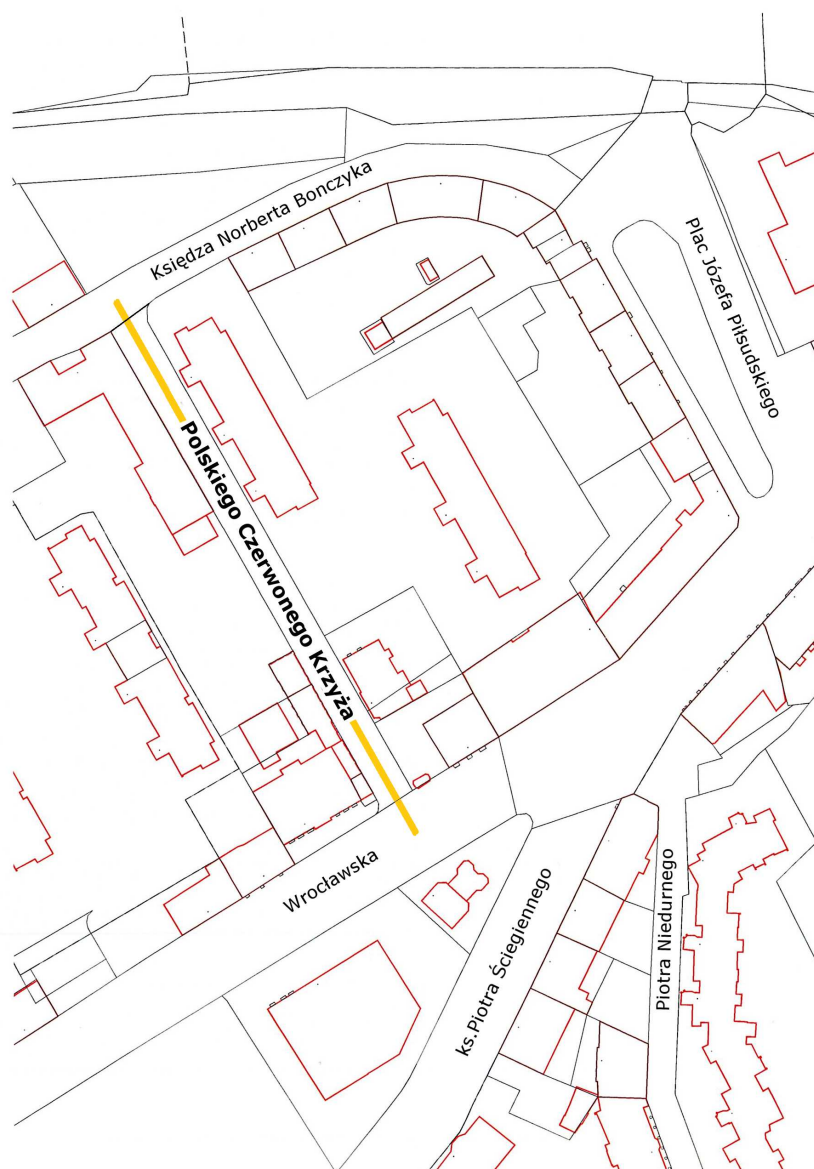 Księdza Norberta Bonczyka
Plac Józefa Piłsudskiego
Polskiego Czerwonego Krzyża
Wrocławska
ks.Piotra Ściegiennego
Piotra Niedurnego